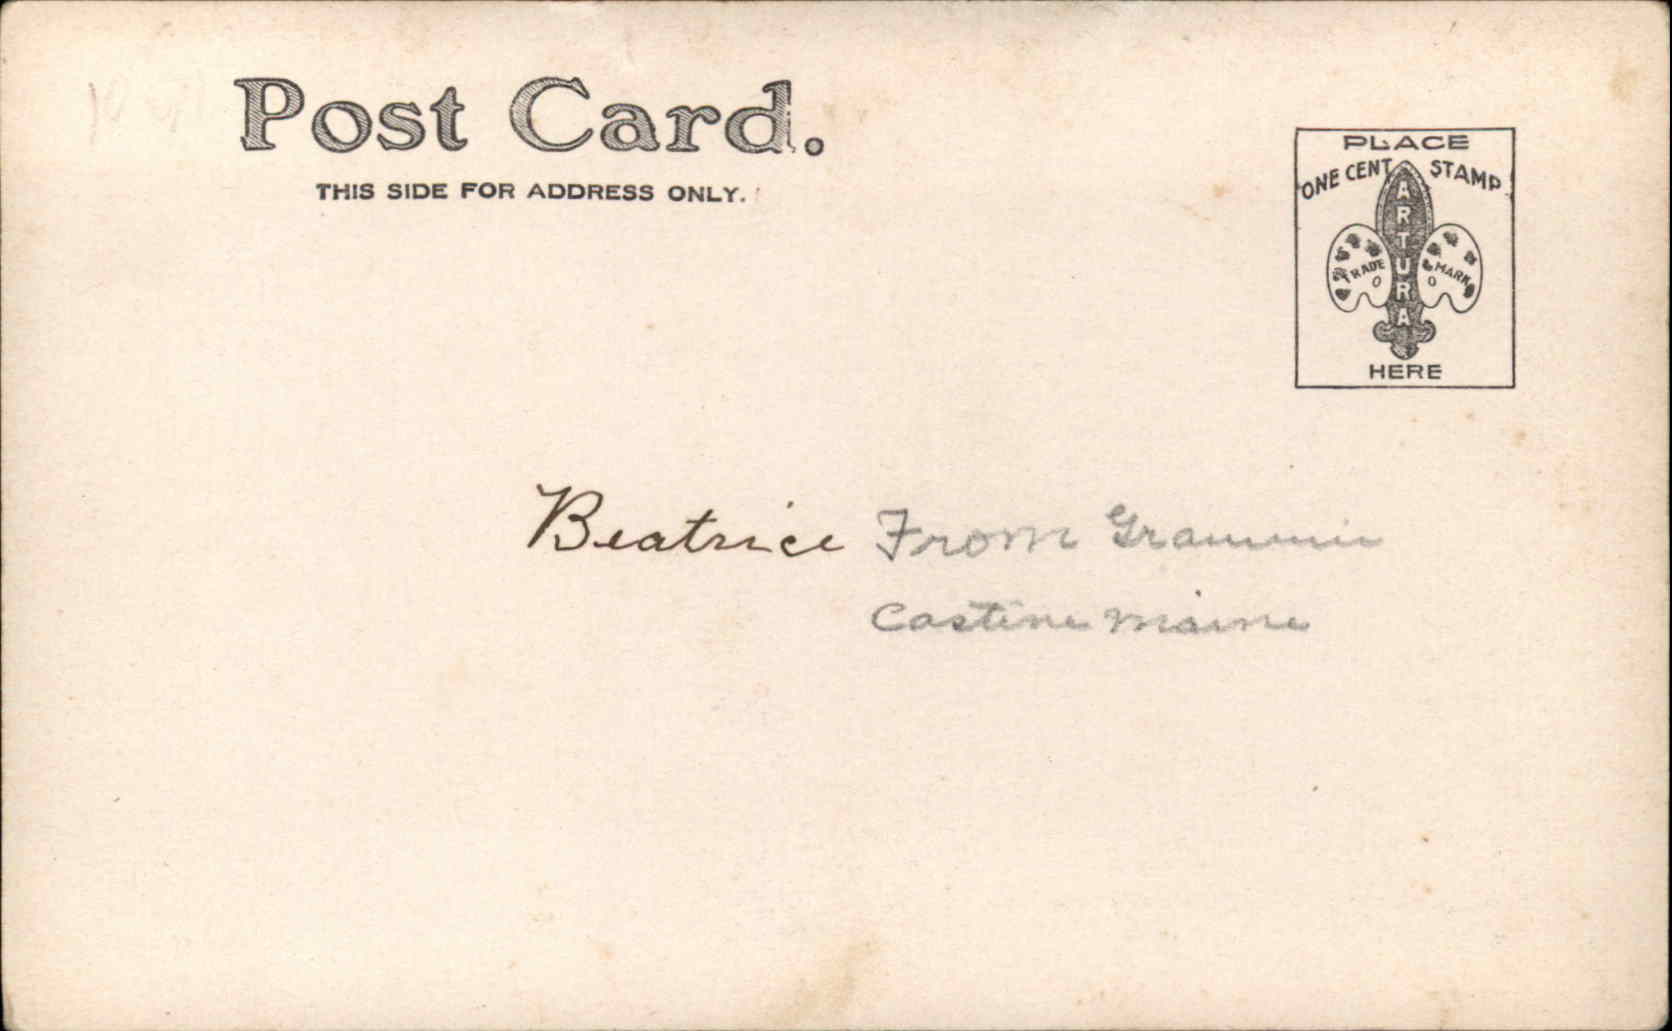 Post Card.
THIS SIDE FOR ADDRESS ONLY.
PLACE
ONE CENT STAMP
ARTURA
TRADE MARK
HERE
Beatrice From Grammie
Castine Maine